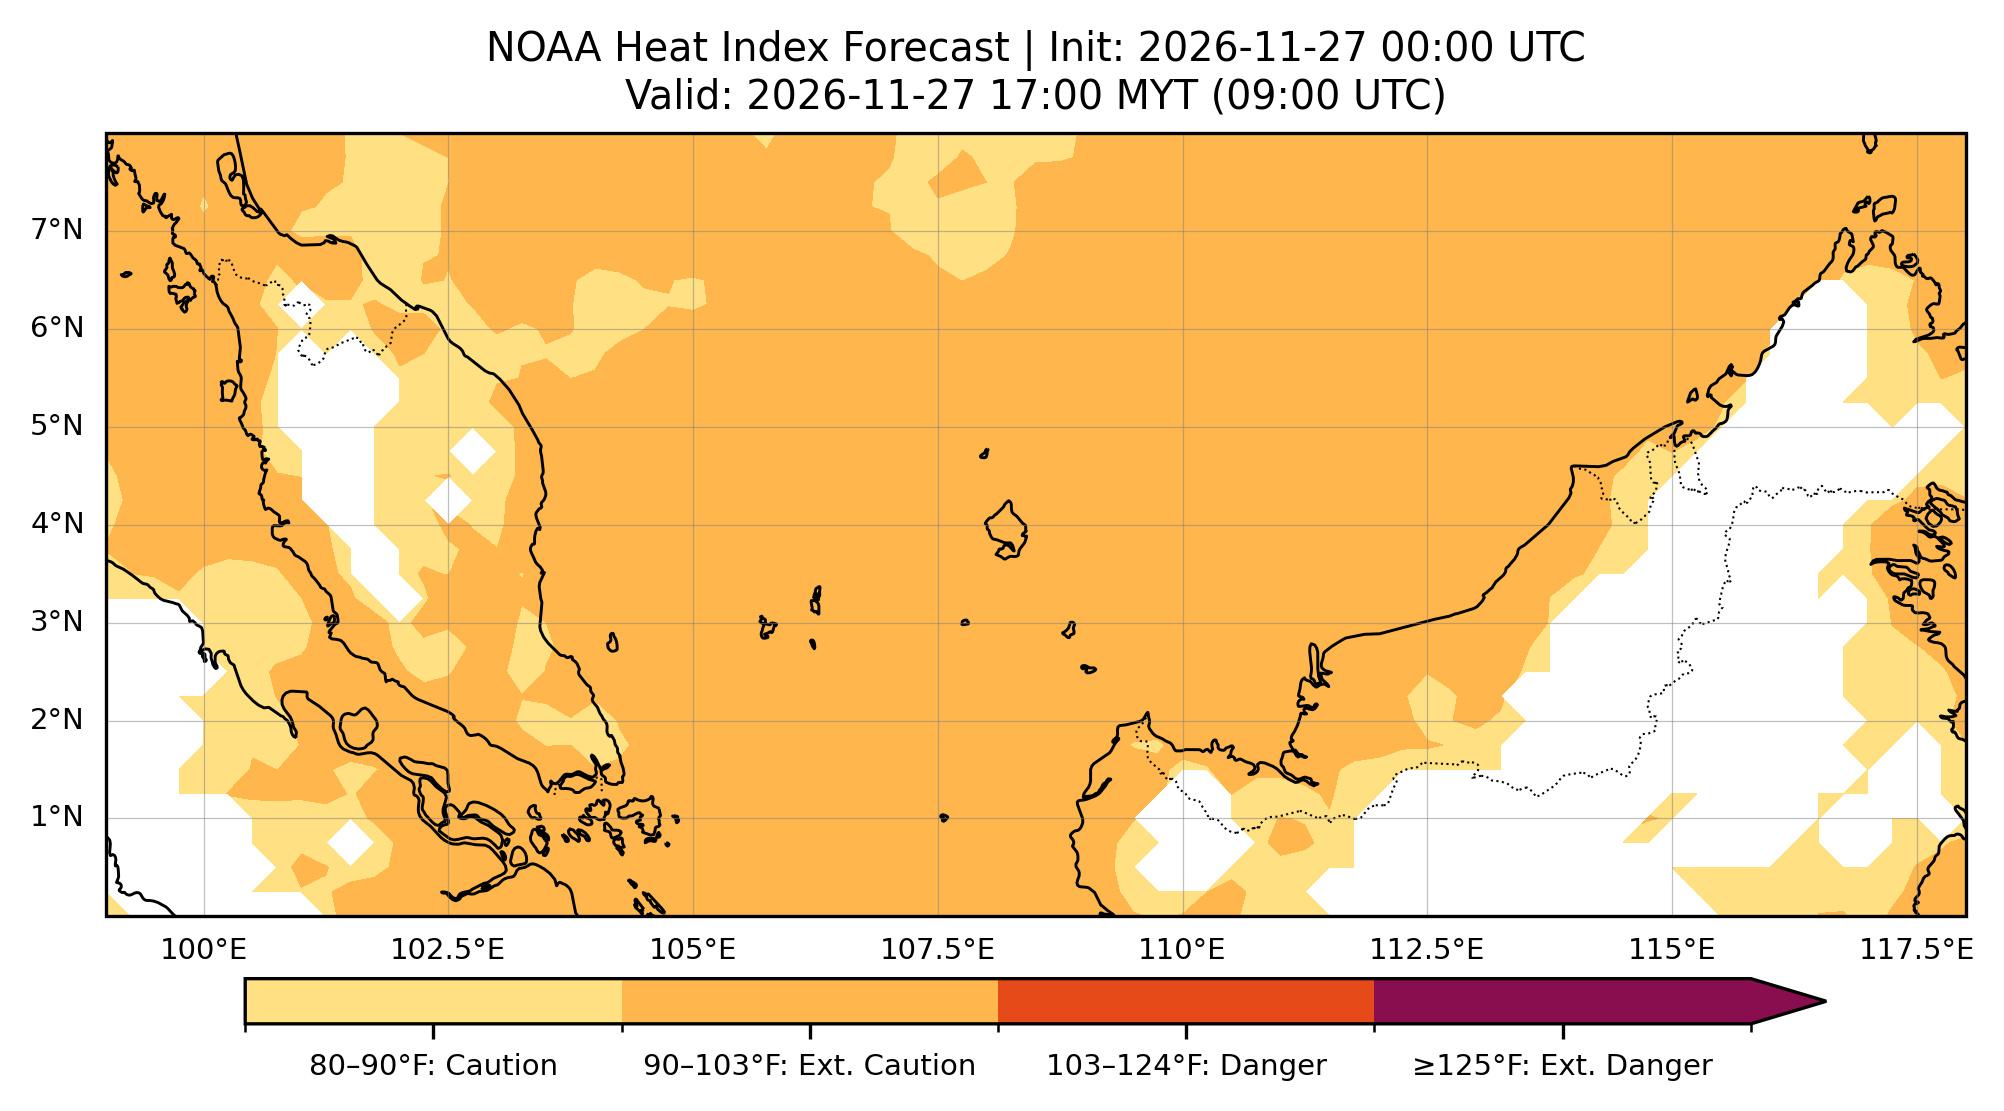 NOAA Heat Index Forecast | Init: 2026-11-27 00:00 UTC
Valid: 2026-11-27 17:00 MYT (09:00 UTC)
7°N
6°N
5°N
4°N
3°N
2°N
1°N
100°E 102.5°E 105°E 107.5°E 110°E 112.5°E 115°E 117.5°E
80–90°F: Caution 90–103°F: Ext. Caution 103–124°F: Danger ≥125°F: Ext. Danger